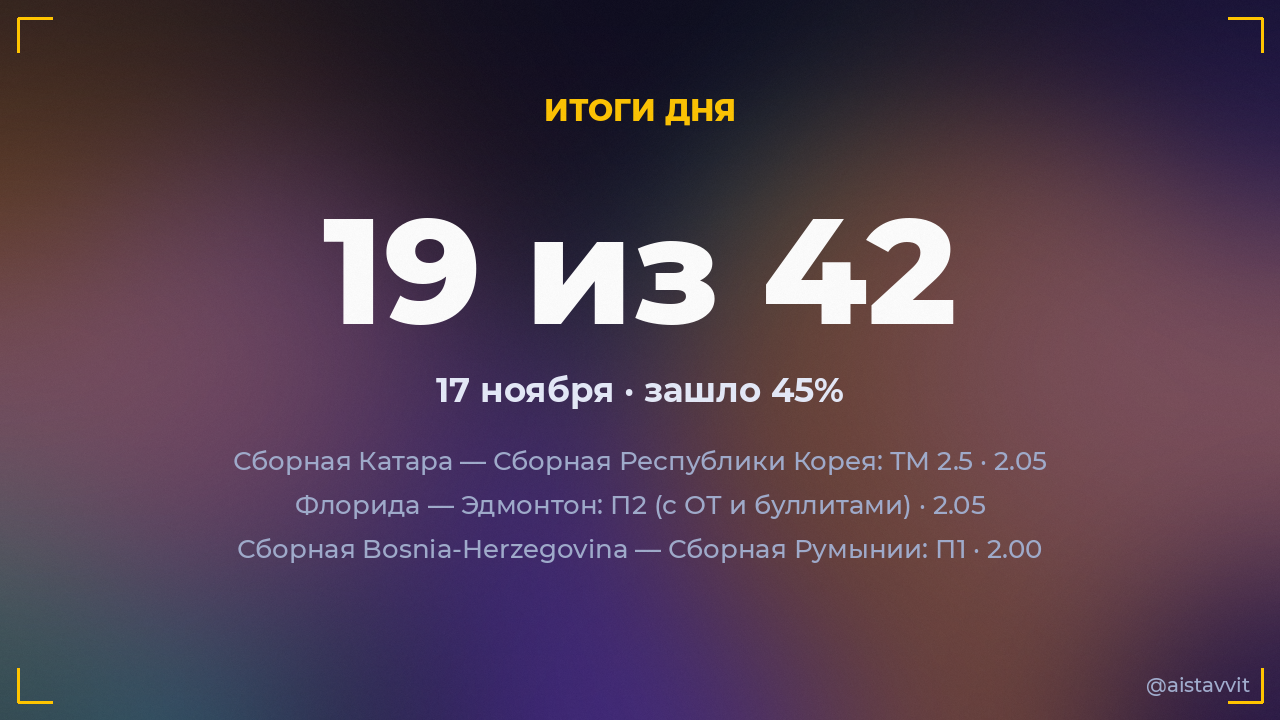 ИТОГИ ДНЯ
19 из 42
17 ноября · зашло 45%
Сборная Катара — Сборная Республики Корея: ТМ 2.5 · 2.05
Флорида — Эдмонтон: П2 (с ОТ и буллитами) · 2.05
Сборная Bosnia-Herzegovina — Сборная Румынии: П1 · 2.00
@aistavvit